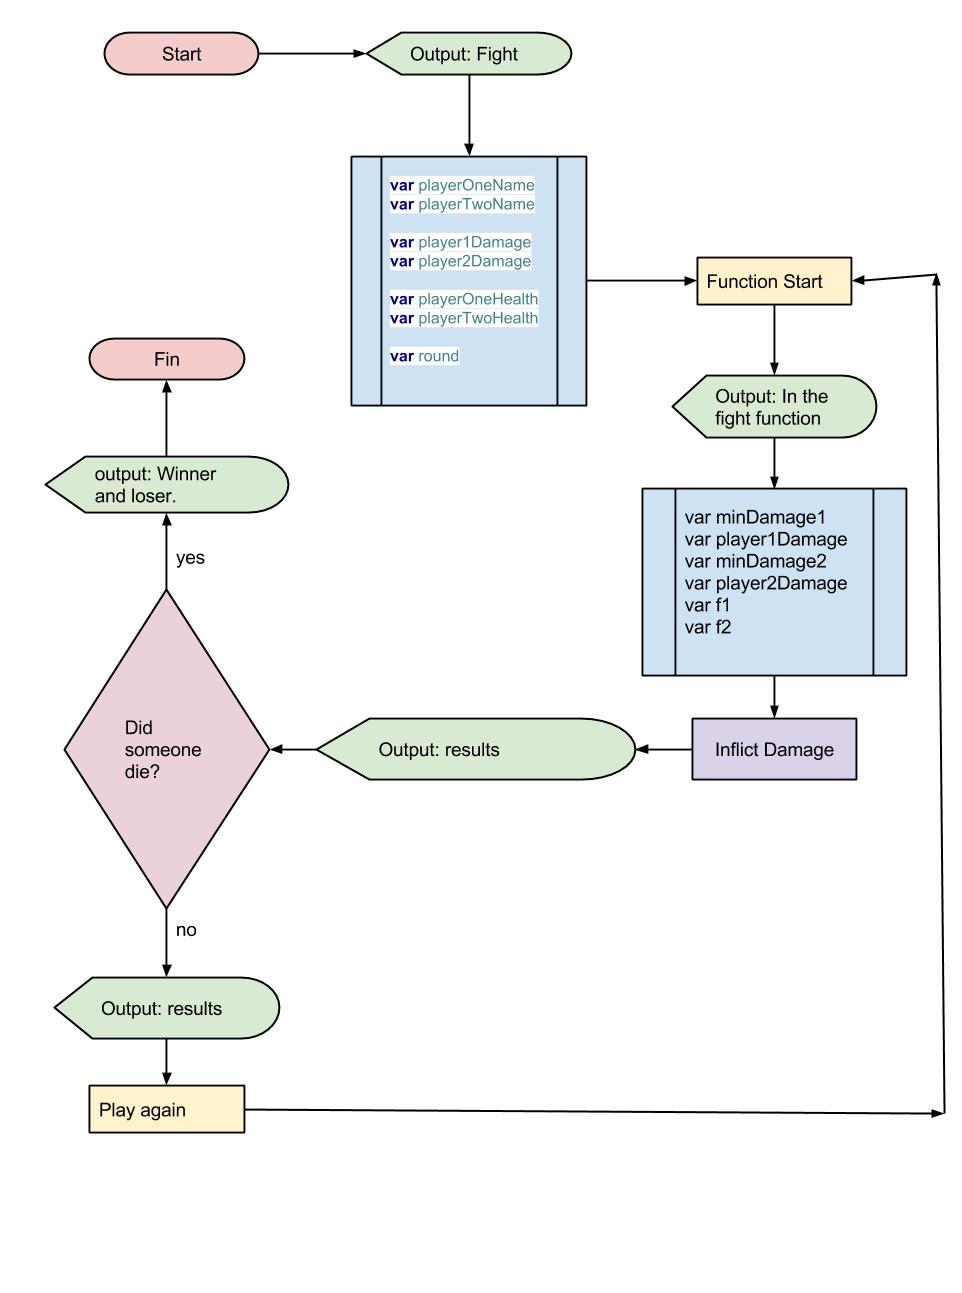 Start
Output: Fight
var playerOneName
var playerTwoName
var player1Damage
var player2Damage
var playerOneHealth
var playerTwoHealth
var round
Function Start
Output: In the
fight function
var minDamage1
var player1Damage
var minDamage2
var player2Damage
var f1
var f2
Inflict Damage
Output: results
Did
someone
die?
yes
output: Winner
and loser.
Fin
no
Output: results
Play again